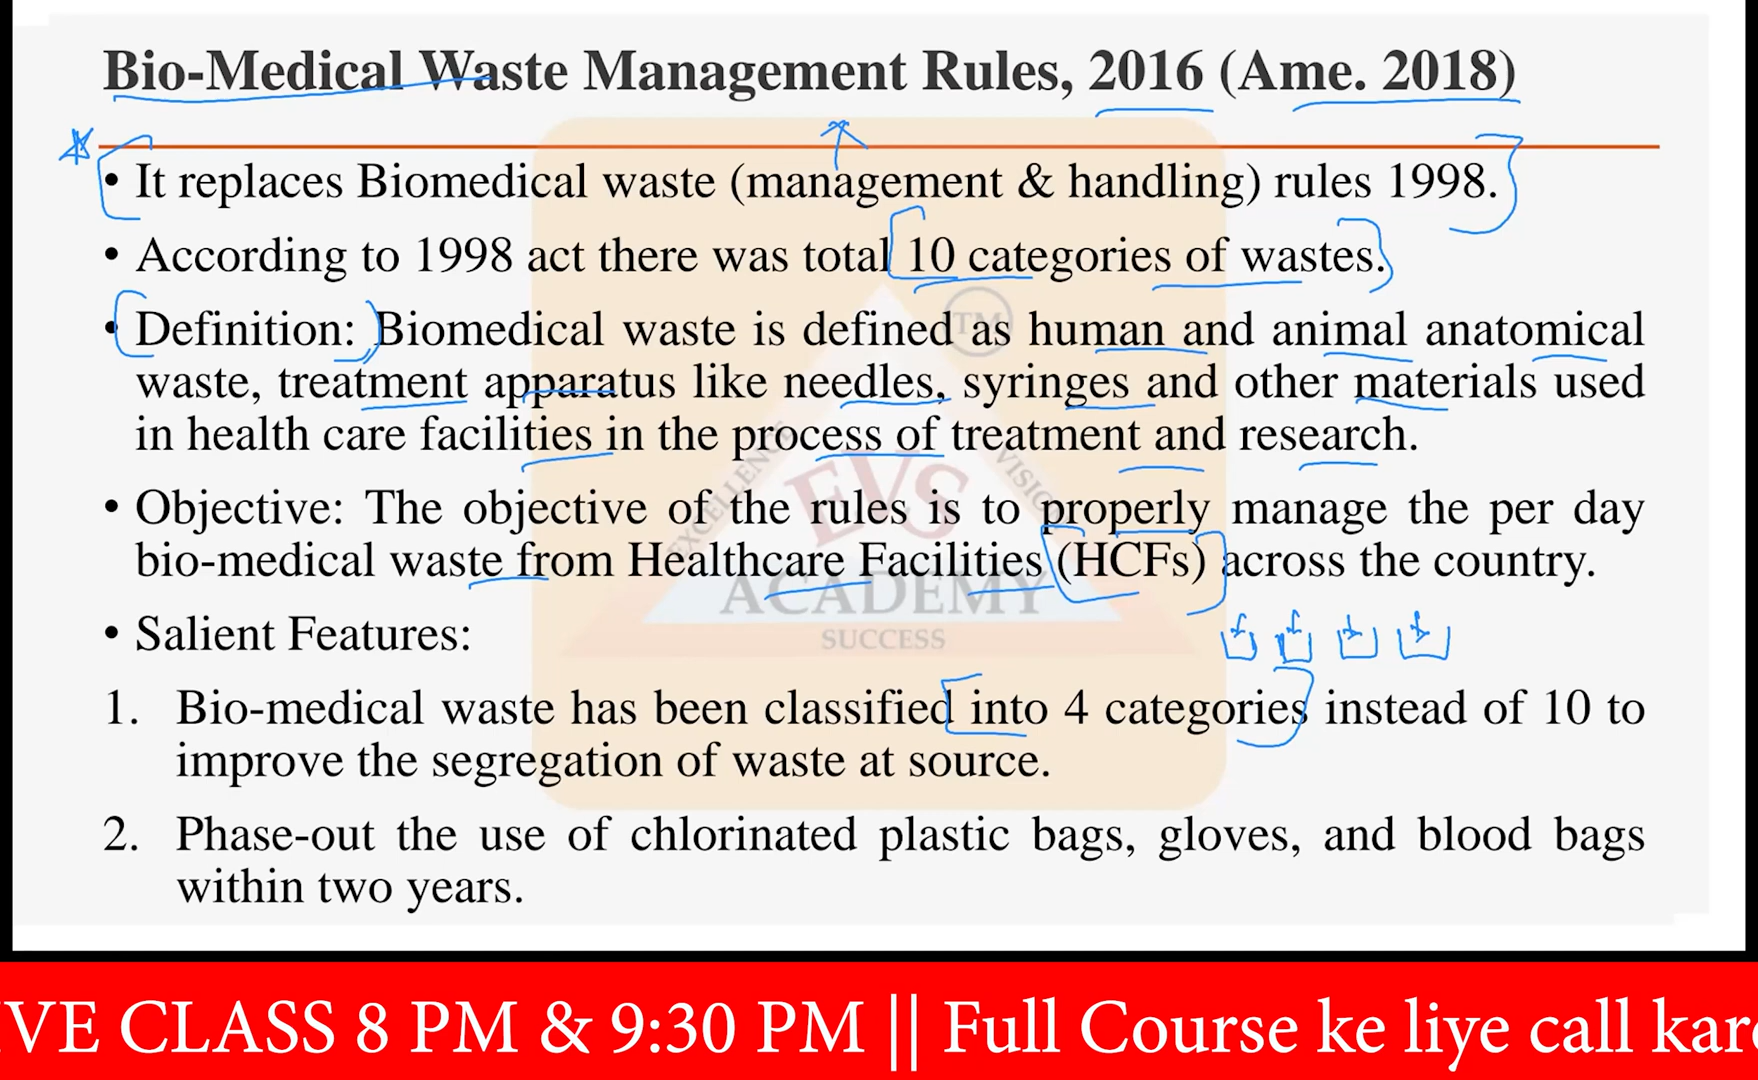 Bio-Medical Waste Management Rules, 2016 (Ame. 2018)
• It replaces Biomedical waste (management & handling) rules 1998.
• According to 1998 act there was total 10 categories of wastes.
• Definition: Biomedical waste is defined as human and animal anatomical
waste, treatment apparatus like needles, syringes and other materials used
in health care facilities in the process of treatment and research.
• Objective: The objective of the rules is to properly manage the per day
bio-medical waste from Healthcare Facilities (HCFs) across the country.
• Salient Features:
1. Bio-medical waste has been classified into 4 categories instead of 10 to
improve the segregation of waste at source.
2. Phase-out the use of chlorinated plastic bags, gloves, and blood bags
within two years.
TM
EXCELLENCE
VISION
EVS
ACADEMY
SUCCESS
VE CLASS 8 PM & 9:30 PM || Full Course ke liye call kar